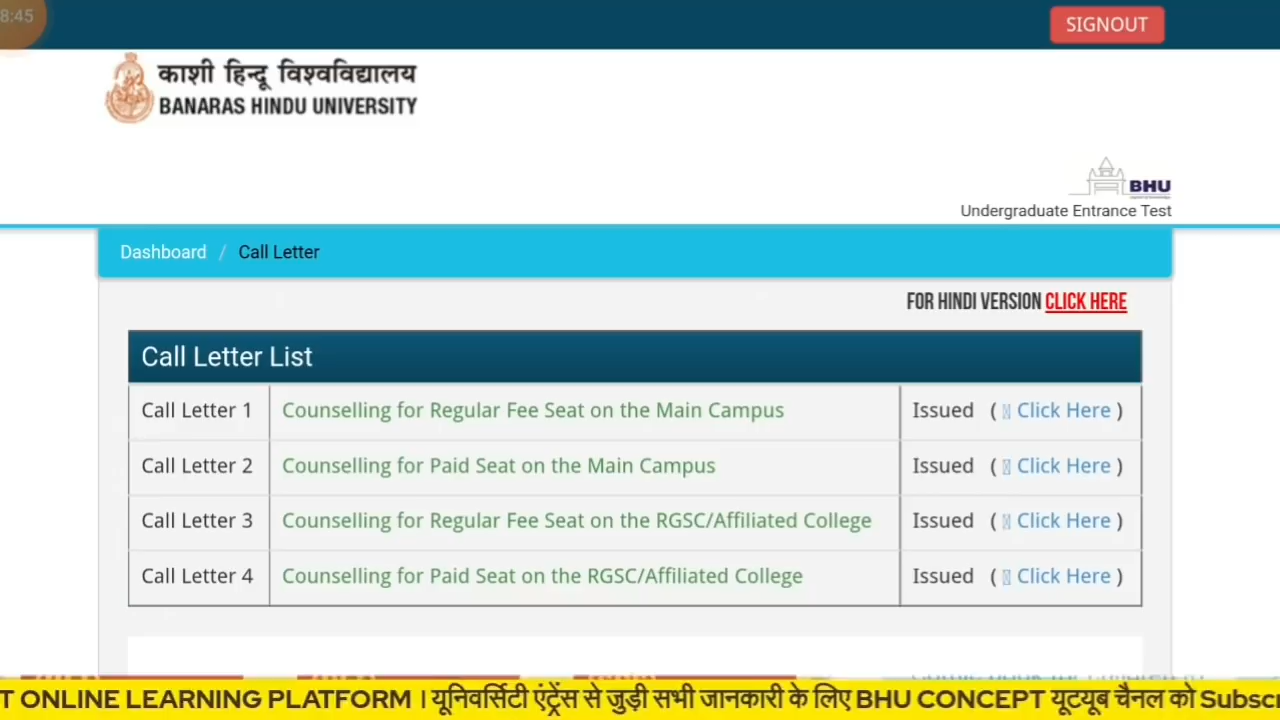 8:45
SIGNOUT
काशी हिन्दू विश्वविद्यालय
BANARAS HINDU UNIVERSITY
BHU
Undergraduate Entrance Test
Dashboard / Call Letter
FOR HINDI VERSION CLICK HERE
Call Letter List
Call Letter 1 Counselling for Regular Fee Seat on the Main Campus Issued ( Click Here )
Call Letter 2 Counselling for Paid Seat on the Main Campus Issued ( Click Here )
Call Letter 3 Counselling for Regular Fee Seat on the RGSC/Affiliated College Issued ( Click Here )
Call Letter 4 Counselling for Paid Seat on the RGSC/Affiliated College Issued ( Click Here )
T ONLINE LEARNING PLATFORM । यूनिवर्सिटी एंट्रेंस से जुड़ी सभी जानकारी के लिए BHU CONCEPT यूटयूब चैनल को Subscr